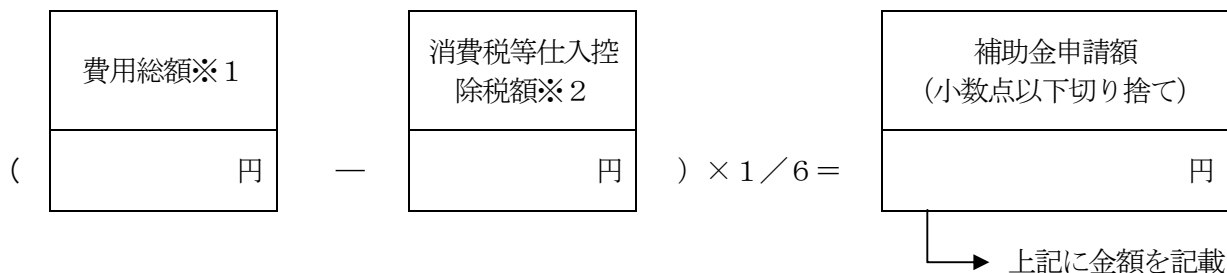 費用総額※１
消費税等仕入控
除税額※２
補助金申請額
（小数点以下切り捨て）
（ 円 ― 円 ）×１／６＝ 円
上記に金額を記載